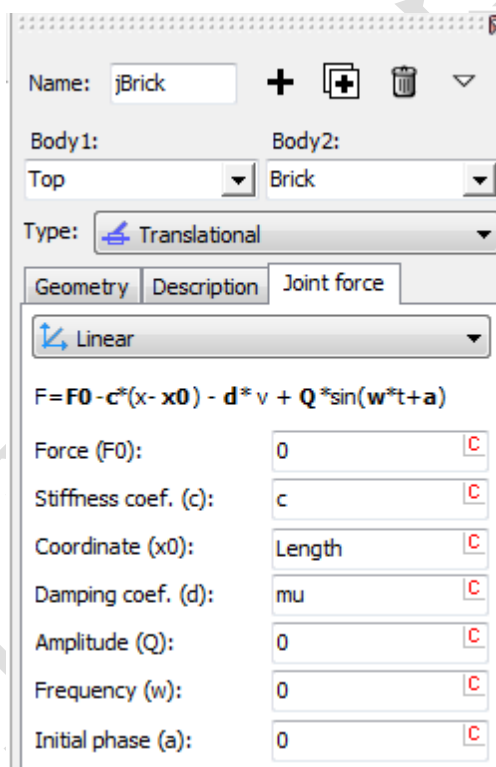 Name: jBrick
Body1: Body2:
Top Brick
Type: Translational
Geometry Description Joint force
Linear
F=F0-c*(x-x0) - d*v + Q*sin(w*t+a)
Force (F0): 0 C
Stiffness coef. (c): c C
Coordinate (x0): Length C
Damping coef. (d): mu C
Amplitude (Q): 0 C
Frequency (w): 0 C
Initial phase (a): 0 C